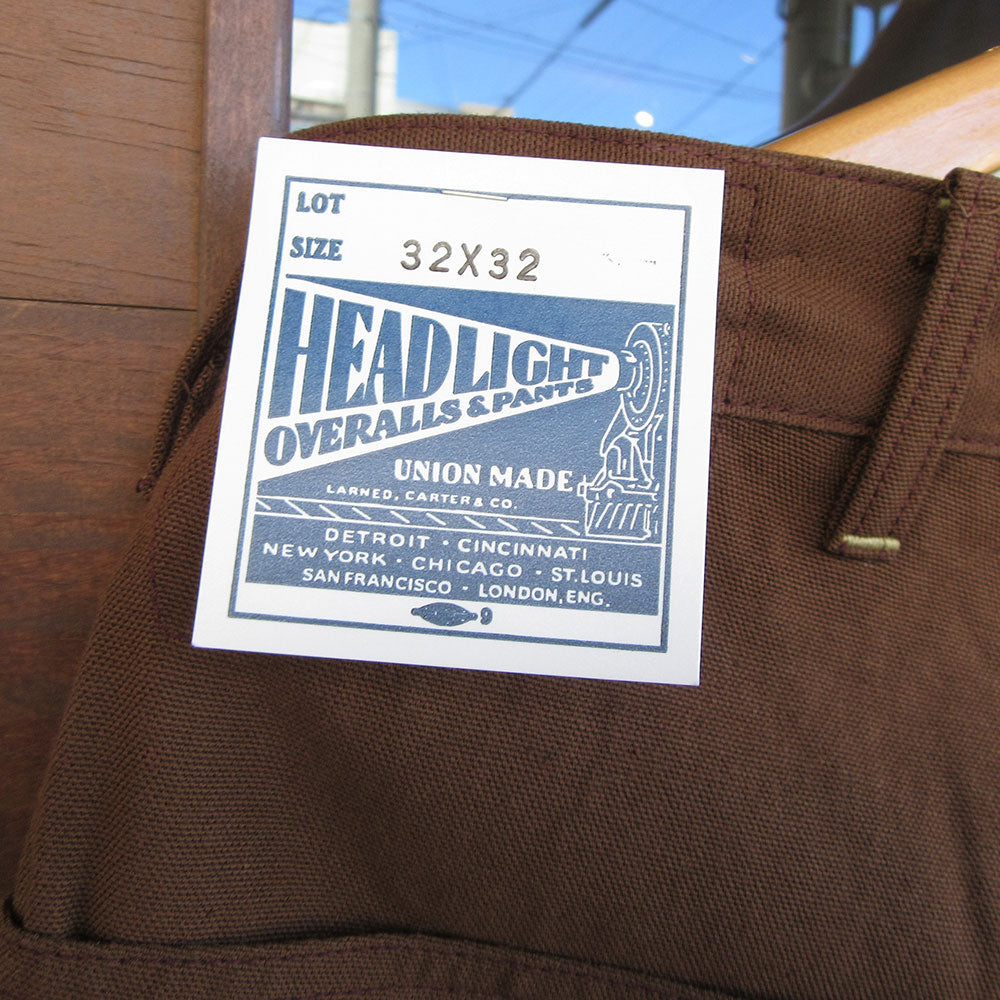 LOT
SIZE 32X32
HEADLIGHT
OVERALLS & PANTS
UNION MADE
LARNED, CARTER & CO.
DETROIT · CINCINNATI
NEW YORK · CHICAGO · ST. LOUIS
SAN FRANCISCO · LONDON, ENG.
9